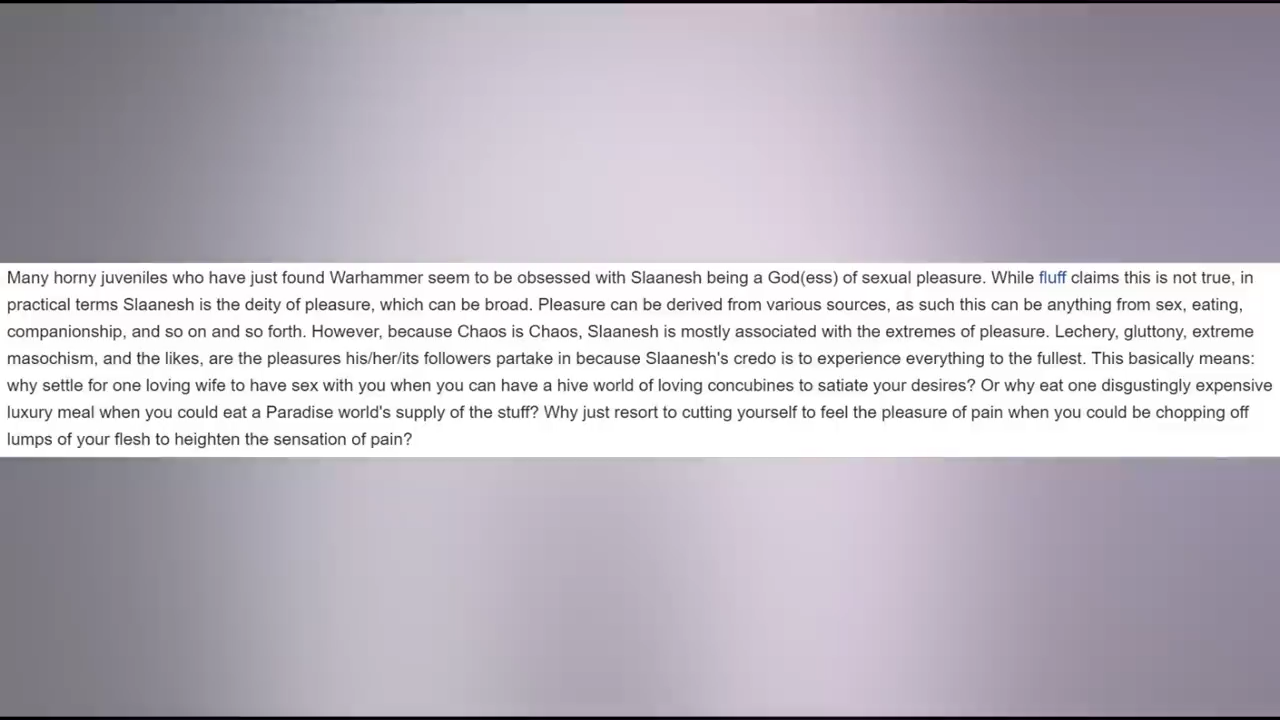 Many horny juveniles who have just found Warhammer seem to be obsessed with Slaanesh being a God(ess) of sexual pleasure. While fluff claims this is not true, in
practical terms Slaanesh is the deity of pleasure, which can be broad. Pleasure can be derived from various sources, as such this can be anything from sex, eating,
companionship, and so on and so forth. However, because Chaos is Chaos, Slaanesh is mostly associated with the extremes of pleasure. Lechery, gluttony, extreme
masochism, and the likes, are the pleasures his/her/its followers partake in because Slaanesh's credo is to experience everything to the fullest. This basically means:
why settle for one loving wife to have sex with you when you can have a hive world of loving concubines to satiate your desires? Or why eat one disgustingly expensive
luxury meal when you could eat a Paradise world's supply of the stuff? Why just resort to cutting yourself to feel the pleasure of pain when you could be chopping off
lumps of your flesh to heighten the sensation of pain?